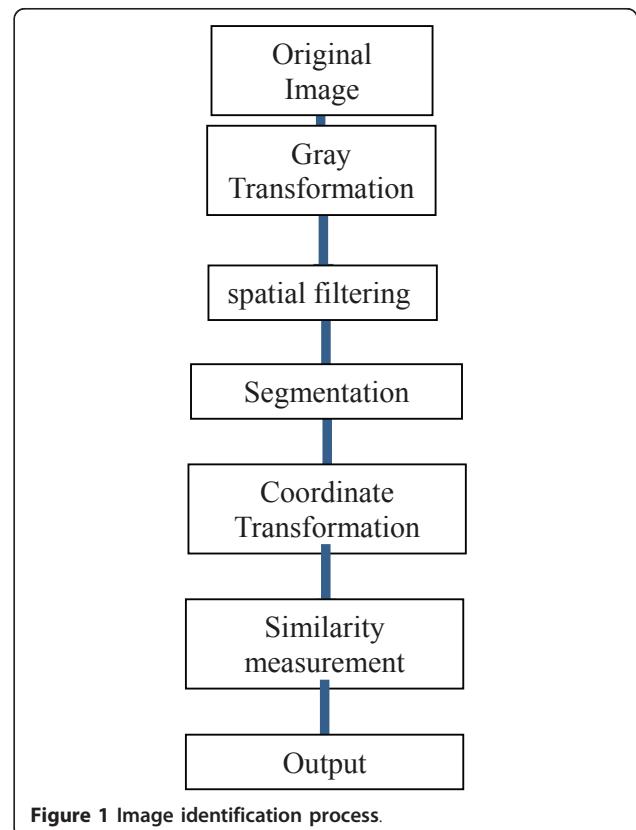 Original
Image
Gray
Transformation
spatial filtering
Segmentation
Coordinate
Transformation
Similarity
measurement
Output
Figure 1 Image identification process.